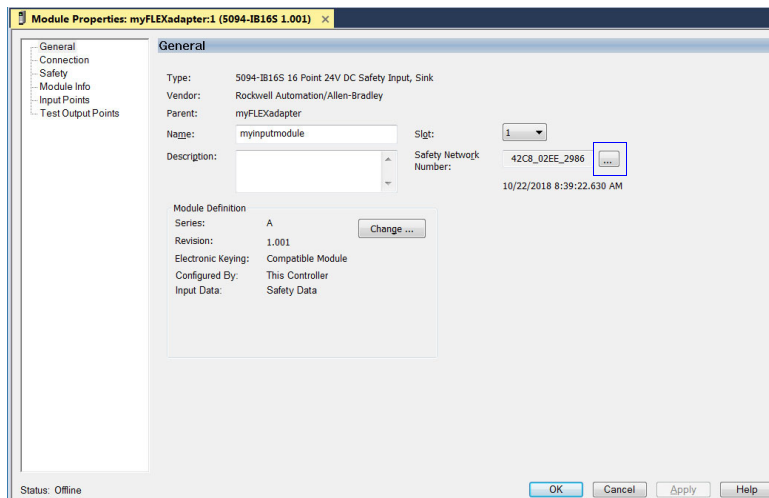 Module Properties: myFLEXadapter:1 (5094-IB16S 1.001) ×
General
Connection
Safety
Module Info
Input Points
Test Output Points
General
Type: 5094-IB16S 16 Point 24V DC Safety Input, Sink
Vendor: Rockwell Automation/Allen-Bradley
Parent: myFLEXadapter
Name: myinputmodule Slot: 1
Description: Safety Network Number: 42C8_02EE_2986 ...
10/22/2018 8:39:22.630 AM
Module Definition
Series: A Change ...
Revision: 1.001
Electronic Keying: Compatible Module
Configured By: This Controller
Input Data: Safety Data
Status: Offline OK Cancel Apply Help